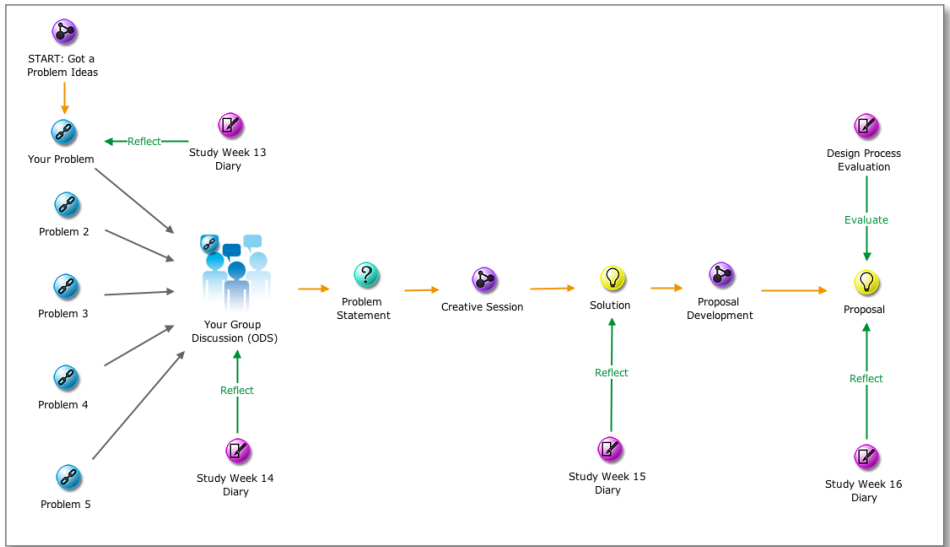 START: Got a
Problem Ideas
Your Problem
Reflect
Study Week 13
Diary
Problem 2
Problem 3
Problem 4
Problem 5
Your Group
Discussion (ODS)
Reflect
Study Week 14
Diary
?
Problem
Statement
Creative Session
Solution
Reflect
Study Week 15
Diary
Proposal
Development
Design Process
Evaluation
Evaluate
Proposal
Reflect
Study Week 16
Diary